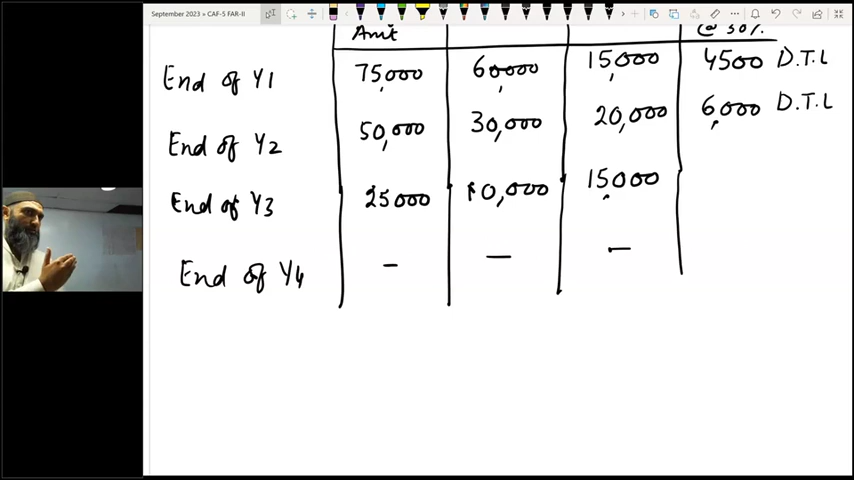 September 2023 » CAF-5 FAR-II
Amt @ 30%
End of Y1 75,000 60,000 15,000 4500 D.T.L
End of Y2 50,000 30,000 20,000 6,000 D.T.L
End of Y3 25000 10,000 15,000
End of Y4 - - -